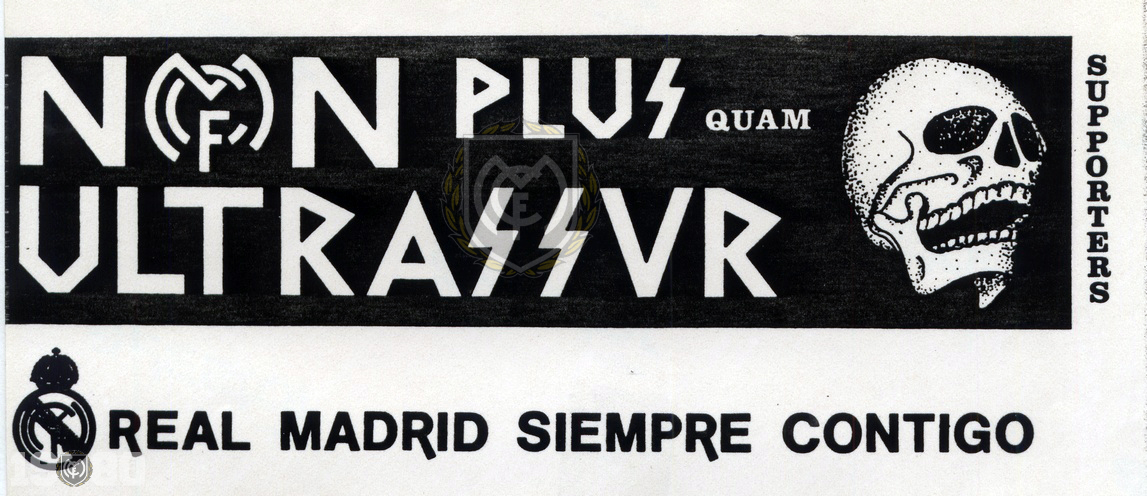 NON PLUS QUAM
ULTRASSVR
SUPPORTERS
REAL MADRID SIEMPRE CONTIGO